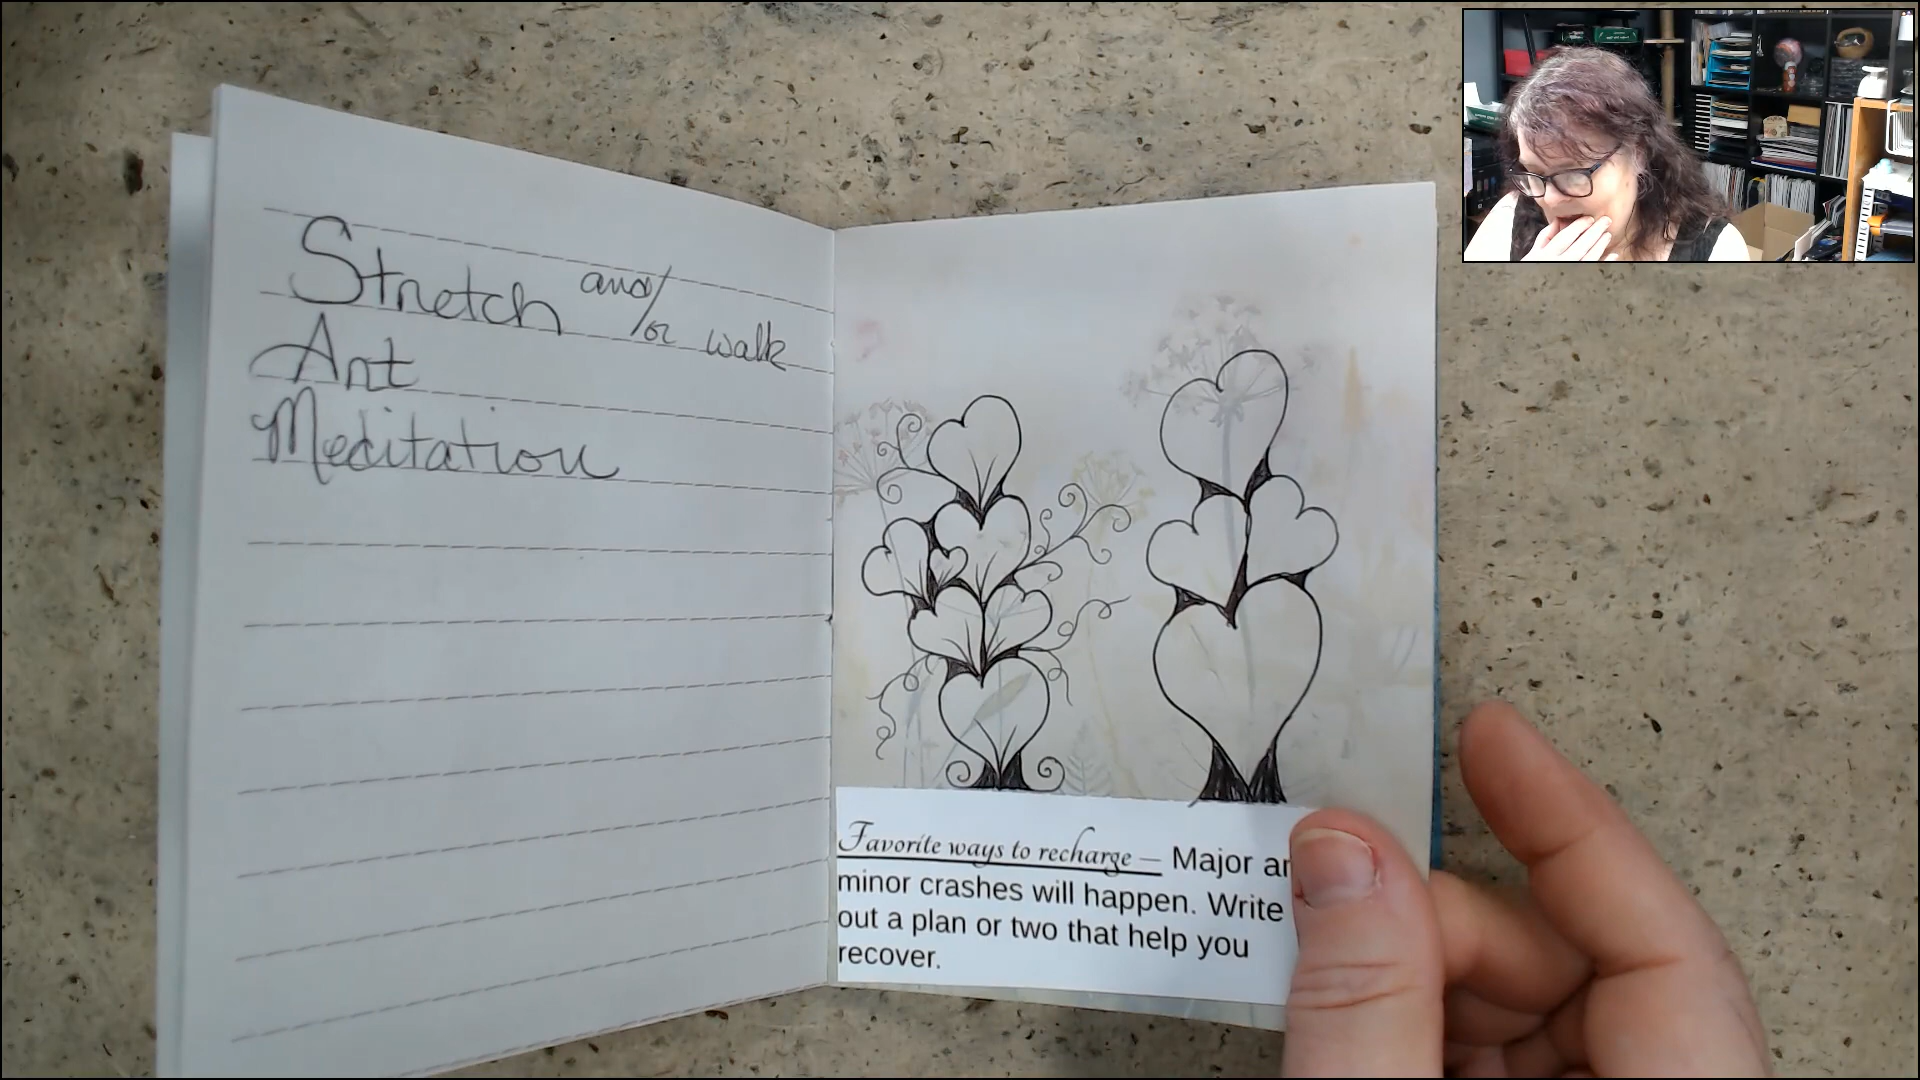 Stretch and/or walk
Art
Meditation
Favorite ways to recharge — Major
minor crashes will happen. Write
out a plan or two that help you
recover.